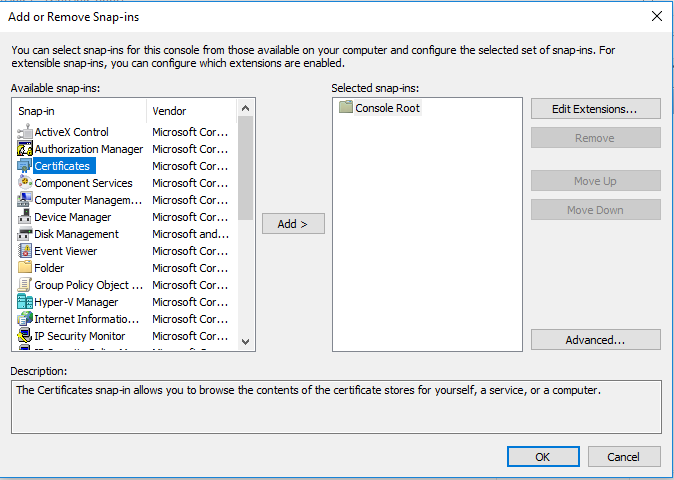 Add or Remove Snap-ins
You can select snap-ins for this console from those available on your computer and configure the selected set of snap-ins. For
extensible snap-ins, you can configure which extensions are enabled.
Available snap-ins:
Selected snap-ins:
Snap-in Vendor
ActiveX Control Microsoft Cor...
Authorization Manager Microsoft Cor...
Certificates Microsoft Cor...
Component Services Microsoft Cor...
Computer Managem... Microsoft Cor...
Device Manager Microsoft Cor...
Disk Management Microsoft and...
Event Viewer Microsoft Cor...
Folder Microsoft Cor...
Group Policy Object ... Microsoft Cor...
Hyper-V Manager Microsoft Cor...
Internet Informatio... Microsoft Cor...
IP Security Monitor Microsoft Cor...
Add >
Console Root
Edit Extensions...
Remove
Move Up
Move Down
Advanced...
Description:
The Certificates snap-in allows you to browse the contents of the certificate stores for yourself, a service, or a computer.
OK
Cancel